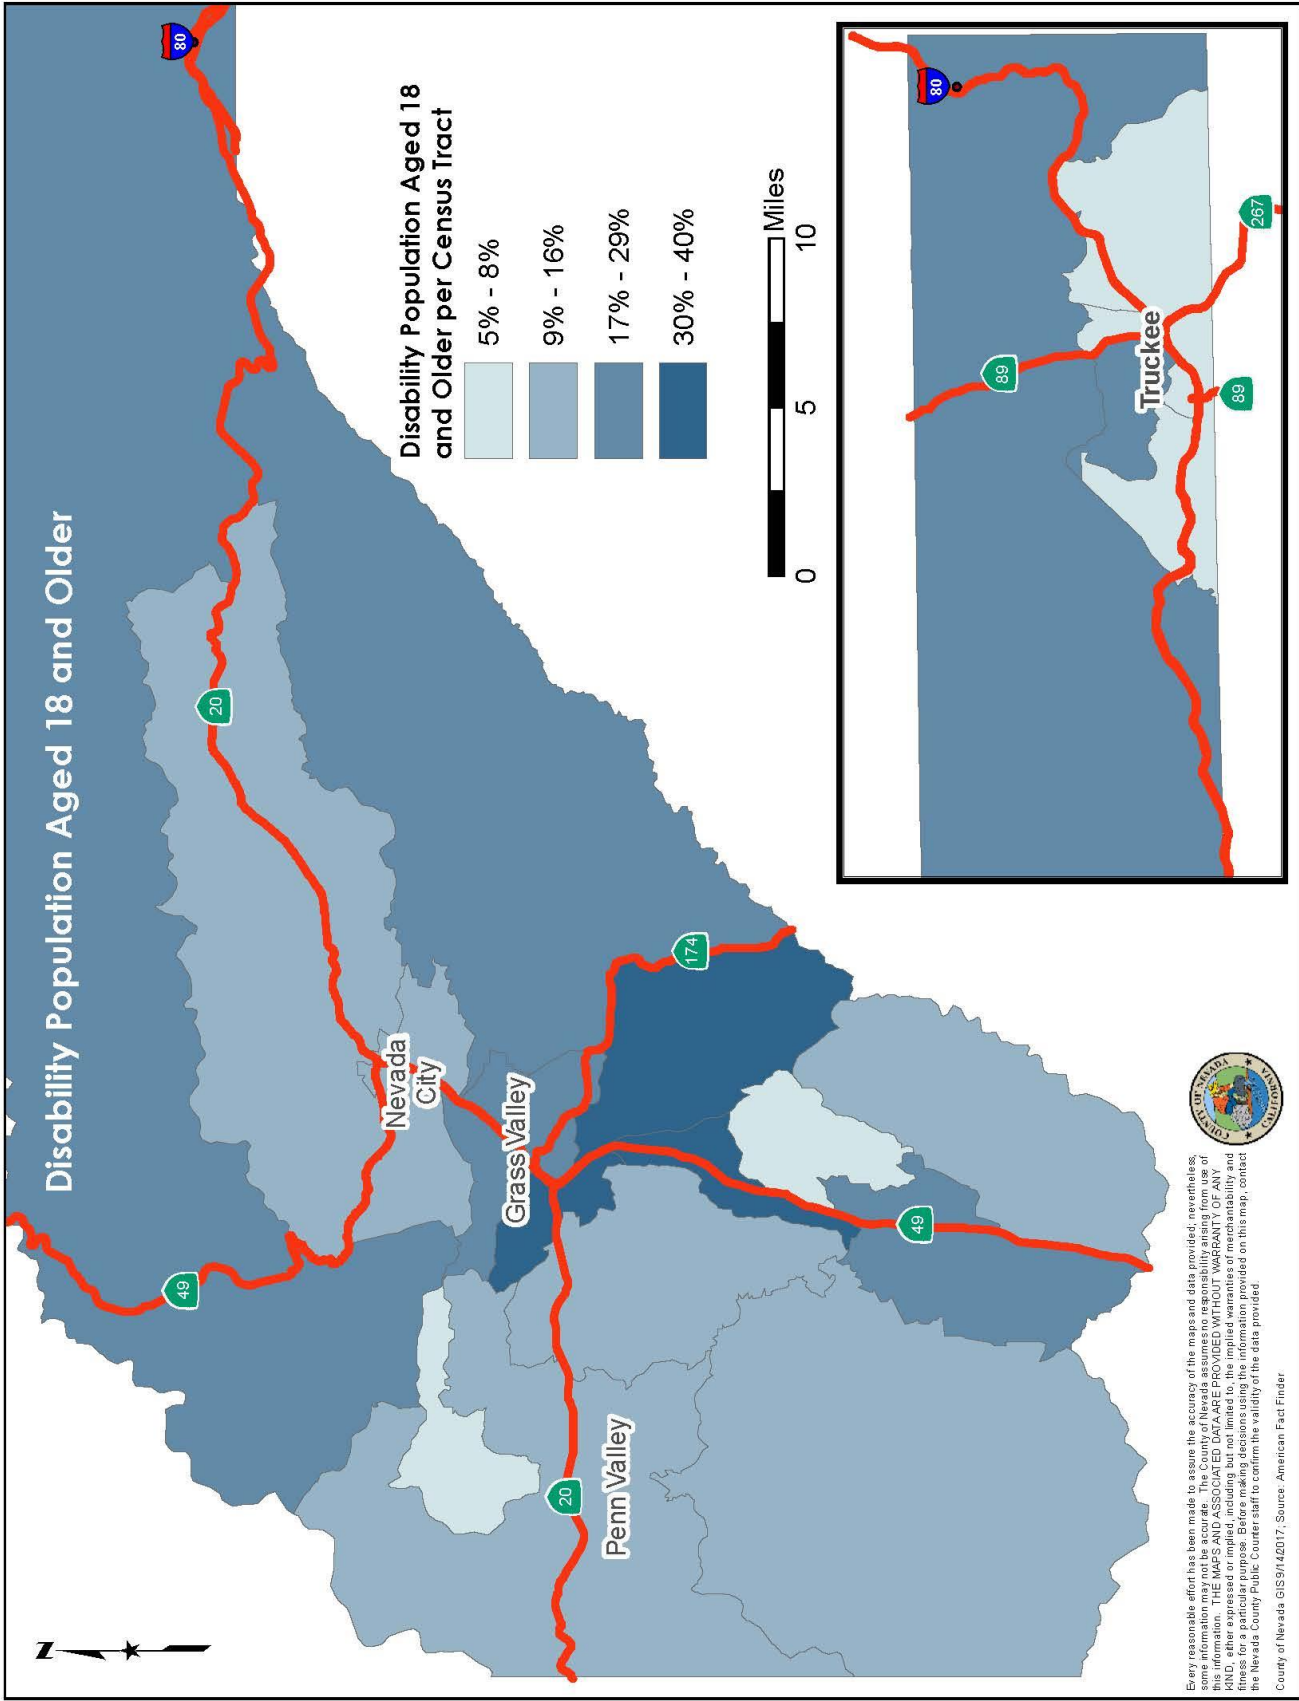 Disability Population Aged 18 and Older
80
20
49
Nevada
City
Grass Valley
174
49
Penn Valley
20
Disability Population Aged 18
and Older per Census Tract
5% - 8%
9% - 16%
17% - 29%
30% - 40%
0
5
10
Miles
80
89
Truckee
89
267
N
COUNTY OF NEVADA
CALIFORNIA
Every reasonable effort has been made to assure the accuracy of the maps and data provided; nevertheless,
some information may not be accurate. The County of Nevada assumes no responsibility arising from use of
this information. THE MAPS AND ASSOCIATED DATA ARE PROVIDED WITHOUT WARRANTY OF ANY
KIND, either expressed or implied, including but not limited to, the implied warranties of merchantability and
fitness for a particular purpose. Before making decisions using the information provided on this map, contact
the Nevada County Public Counter staff to confirm the validity of the data provided.
County of Nevada GIS 9/14/2017; Source: American Fact Finder